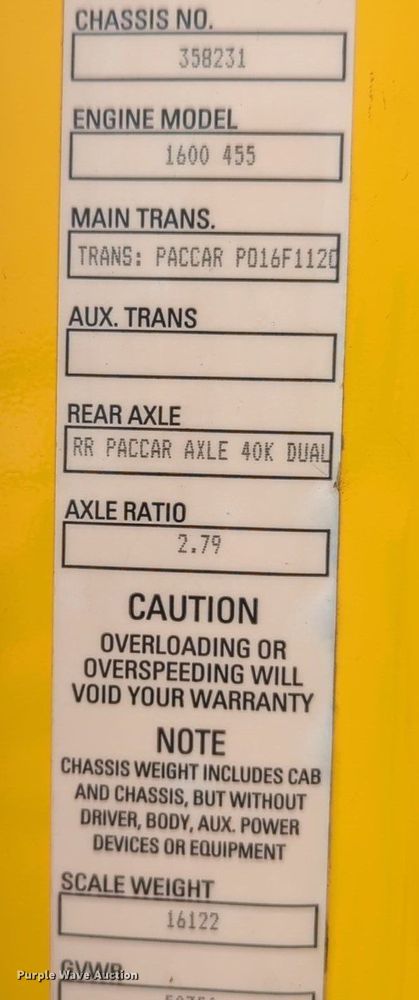 CHASSIS NO.
358231
ENGINE MODEL
1600 455
MAIN TRANS.
TRANS: PACCAR PO16F112C
AUX. TRANS
REAR AXLE
RR PACCAR AXLE 40K DUAL
AXLE RATIO
2.79
CAUTION
OVERLOADING OR
OVERSPEEDING WILL
VOID YOUR WARRANTY
NOTE
CHASSIS WEIGHT INCLUDES CAB
AND CHASSIS, BUT WITHOUT
DRIVER, BODY, AUX. POWER
DEVICES OR EQUIPMENT
SCALE WEIGHT
16122
GVWR
Purple Wave Auction